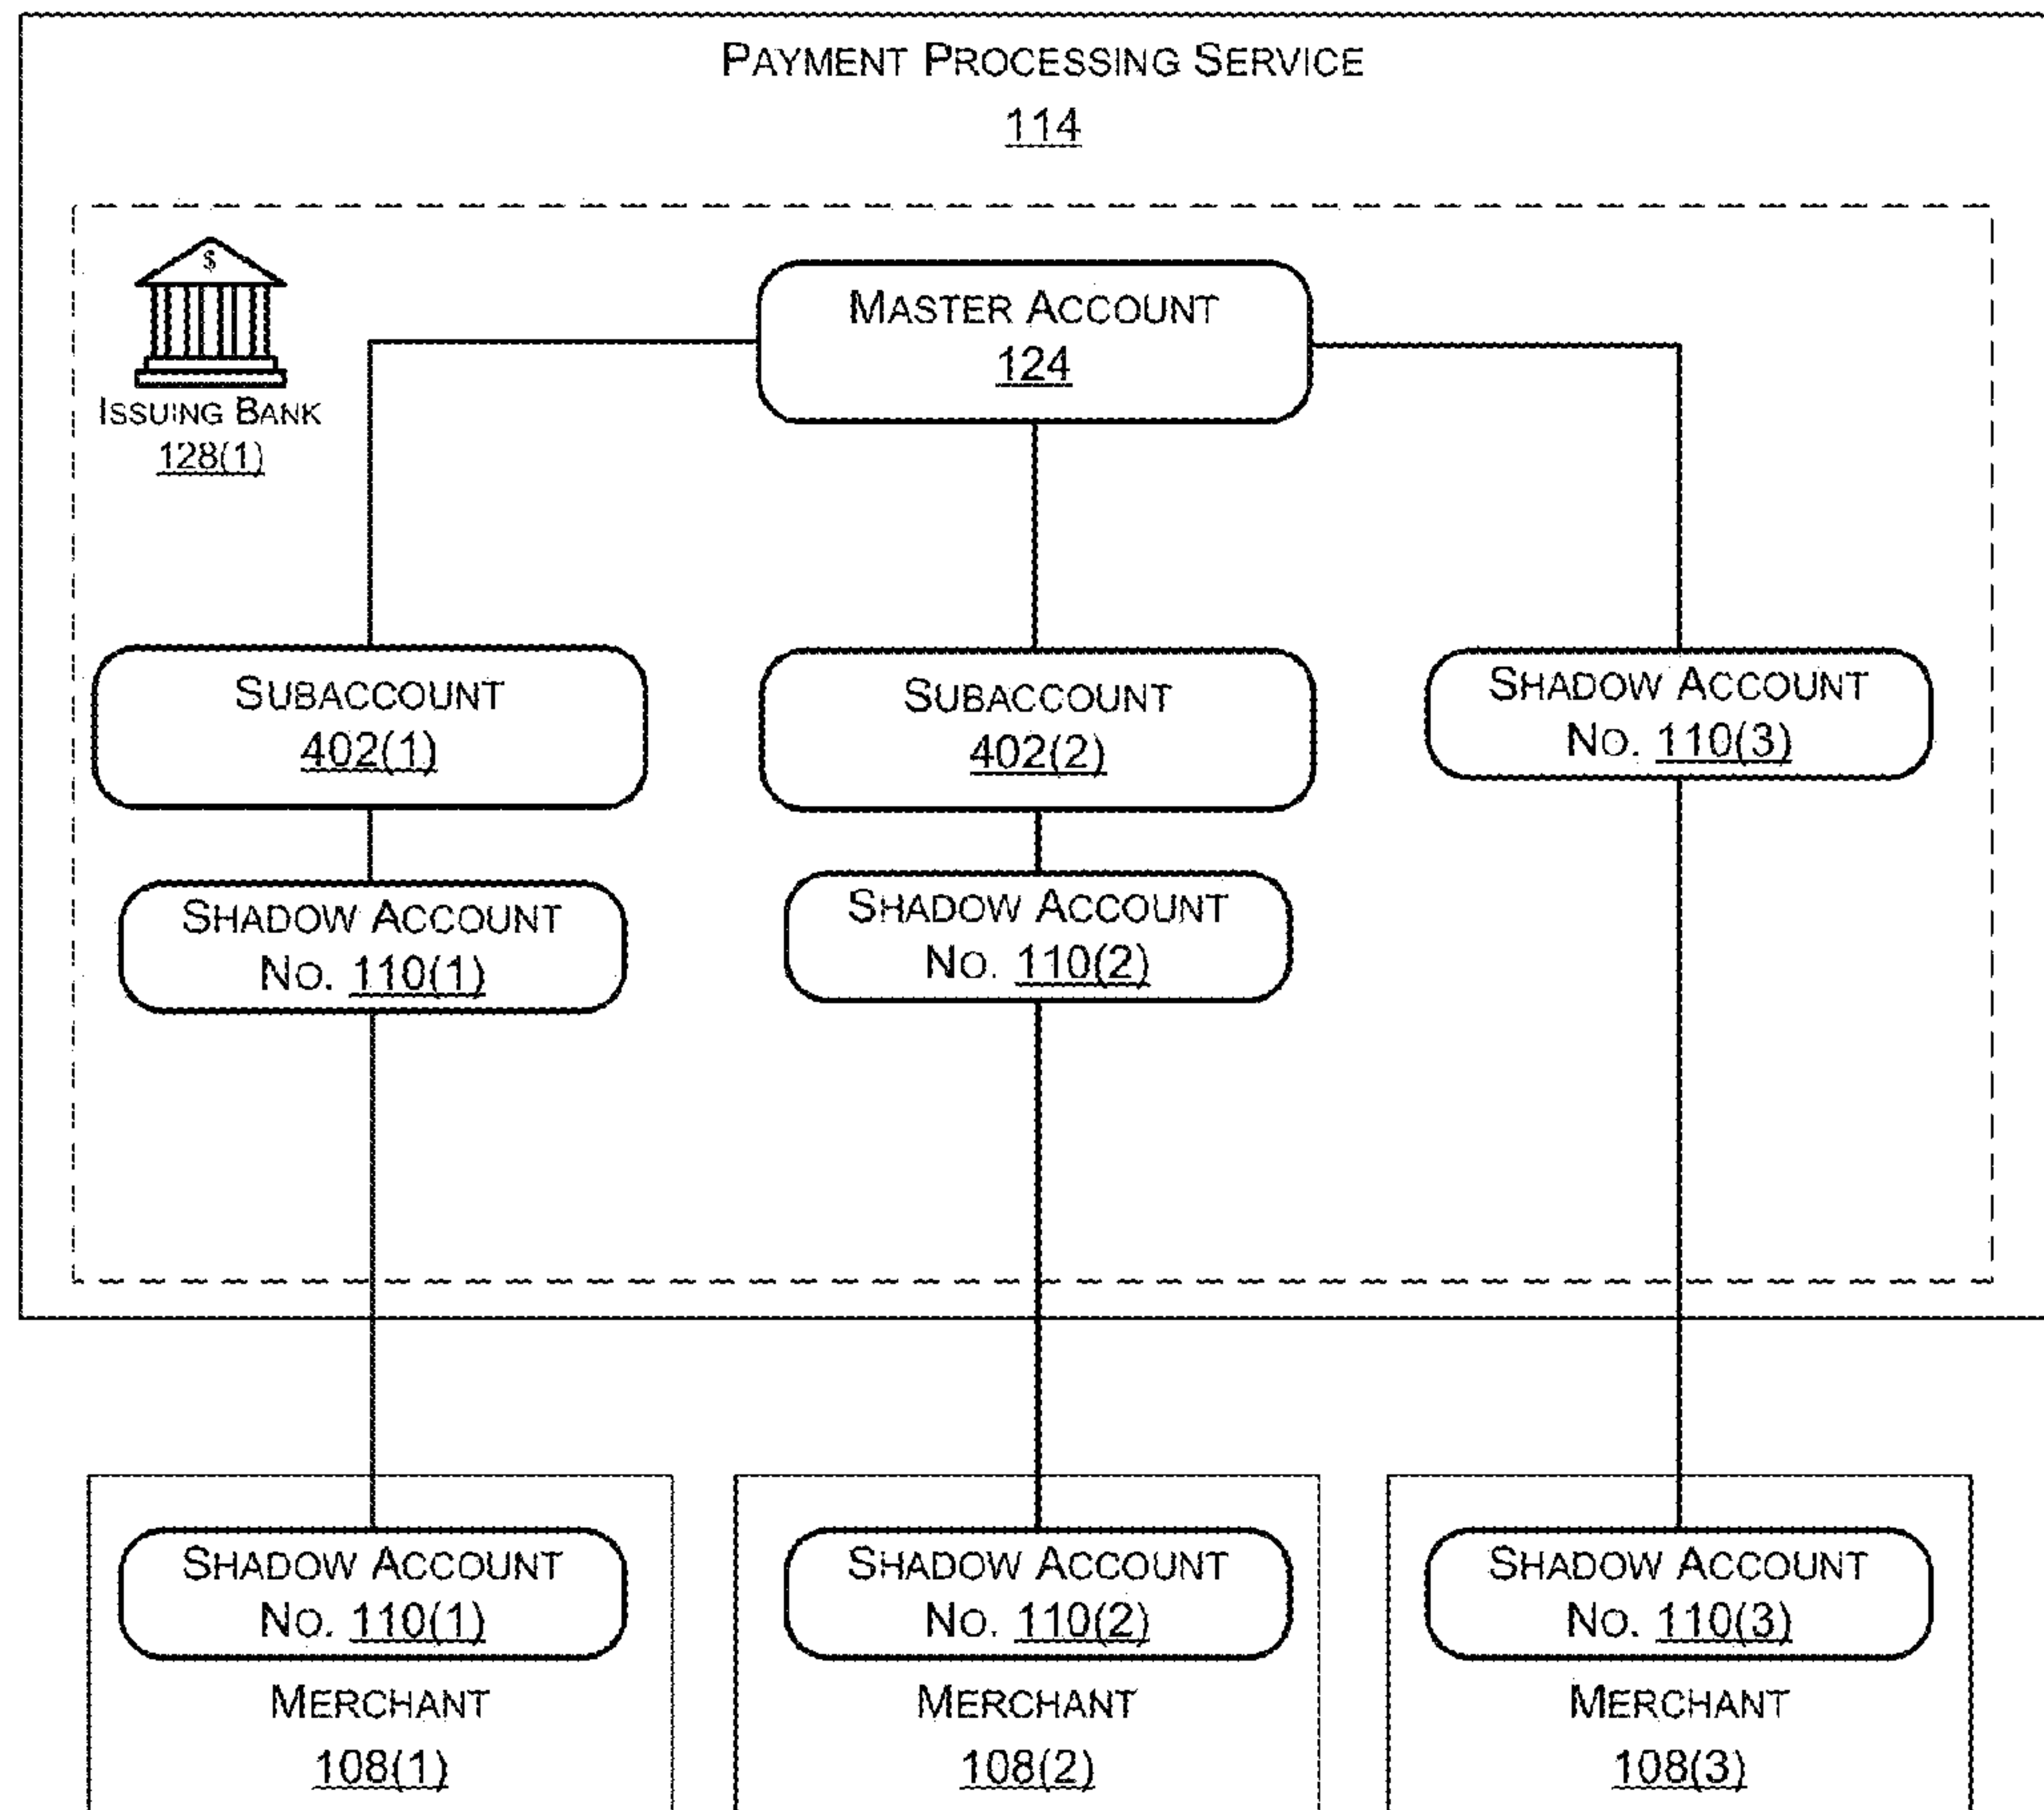 PAYMENT PROCESSING SERVICE
114
$
ISSUING BANK
128(1)
MASTER ACCOUNT
124
SUBACCOUNT
402(1)
SUBACCOUNT
402(2)
SHADOW ACCOUNT
NO. 110(3)
SHADOW ACCOUNT
NO. 110(1)
SHADOW ACCOUNT
NO. 110(2)
SHADOW ACCOUNT
NO. 110(1)
MERCHANT
108(1)
SHADOW ACCOUNT
NO. 110(2)
MERCHANT
108(2)
SHADOW ACCOUNT
NO. 110(3)
MERCHANT
108(3)